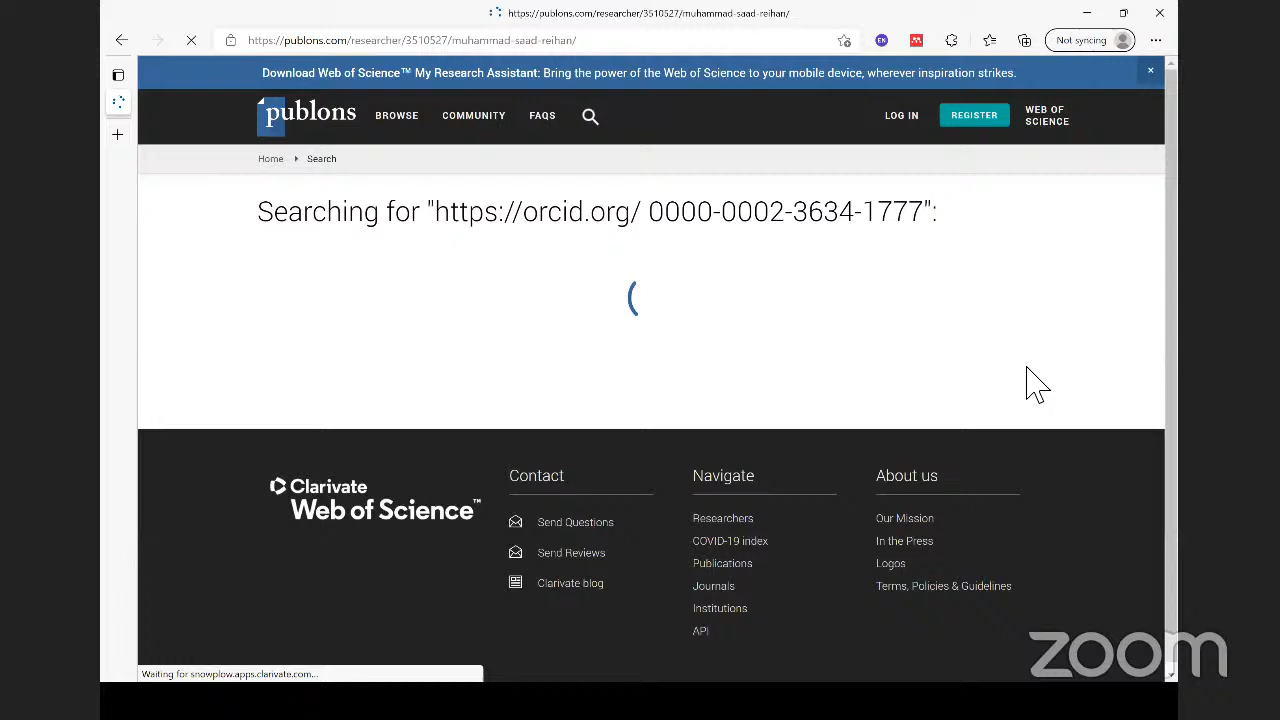 https://publons.com/researcher/3510527/muhammad-saad-reihan/
https://publons.com/researcher/3510527/muhammad-saad-reihan/
EN
Not syncing
Download Web of Science™ My Research Assistant: Bring the power of the Web of Science to your mobile device, wherever inspiration strikes.
publons
BROWSE
COMMUNITY
FAQS
LOG IN
REGISTER
WEB OF
SCIENCE
Home
Search
Searching for "https://orcid.org/ 0000-0002-3634-1777":
Clarivate
Web of Science™
Contact
Send Questions
Send Reviews
Clarivate blog
Navigate
Researchers
COVID-19 index
Publications
Journals
Institutions
API
About us
Our Mission
In the Press
Logos
Terms, Policies & Guidelines
Waiting for snowplow.apps.clarivate.com...
zoom